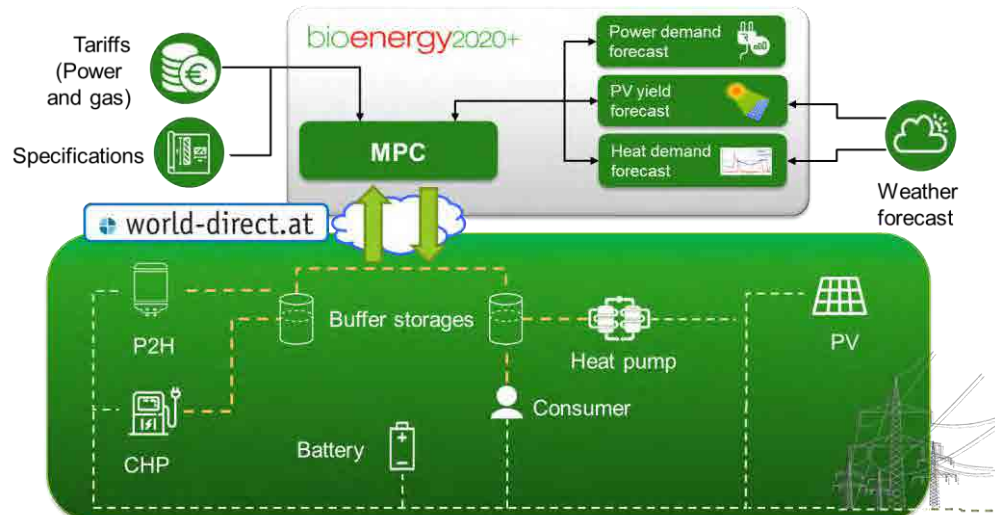 Tariffs
(Power
and gas)
Specifications
bioenergy2020+
MPC
Power demand
forecast
PV yield
forecast
Heat demand
forecast
Weather
forecast
world-direct.at
P2H
Buffer storages
Heat pump
PV
CHP
Consumer
Battery